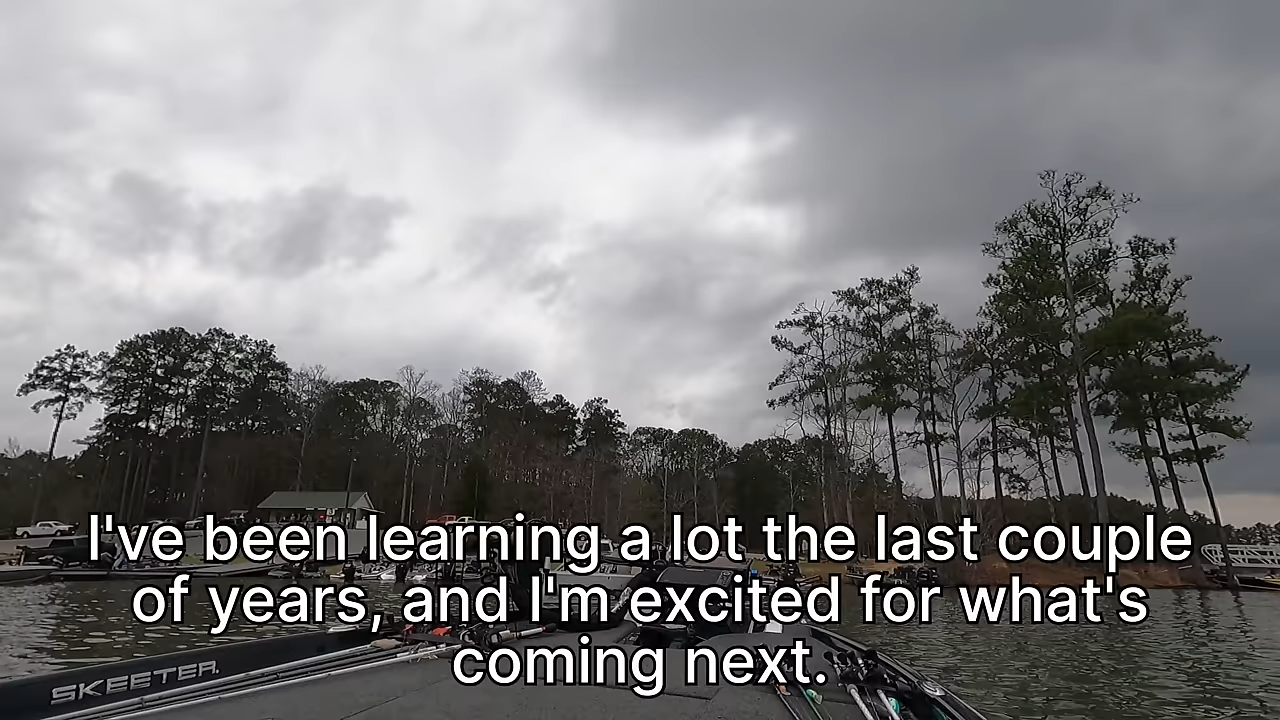 I've been learning a lot the last couple
of years, and I'm excited for what's
coming next.
SKEETER